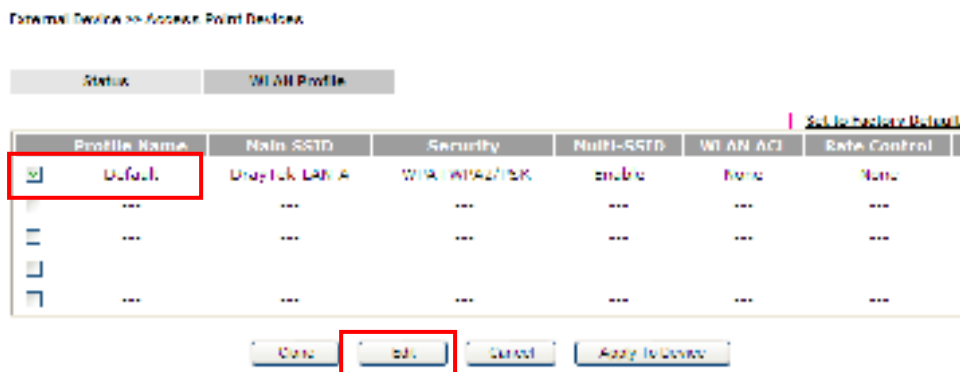 External Device >> Access Point Devices
Status WLAN Profile
Set to Factory Default
Profile Name Main SSID Security Multi-SSID WLAN ACL Rate Control
Default DrayTek-LAN-A WPA+WPA2/PSK Enable None None
--- --- --- --- --- ---
--- --- --- --- --- ---
--- --- --- --- --- ---
Clone Edit Cancel Apply To Device